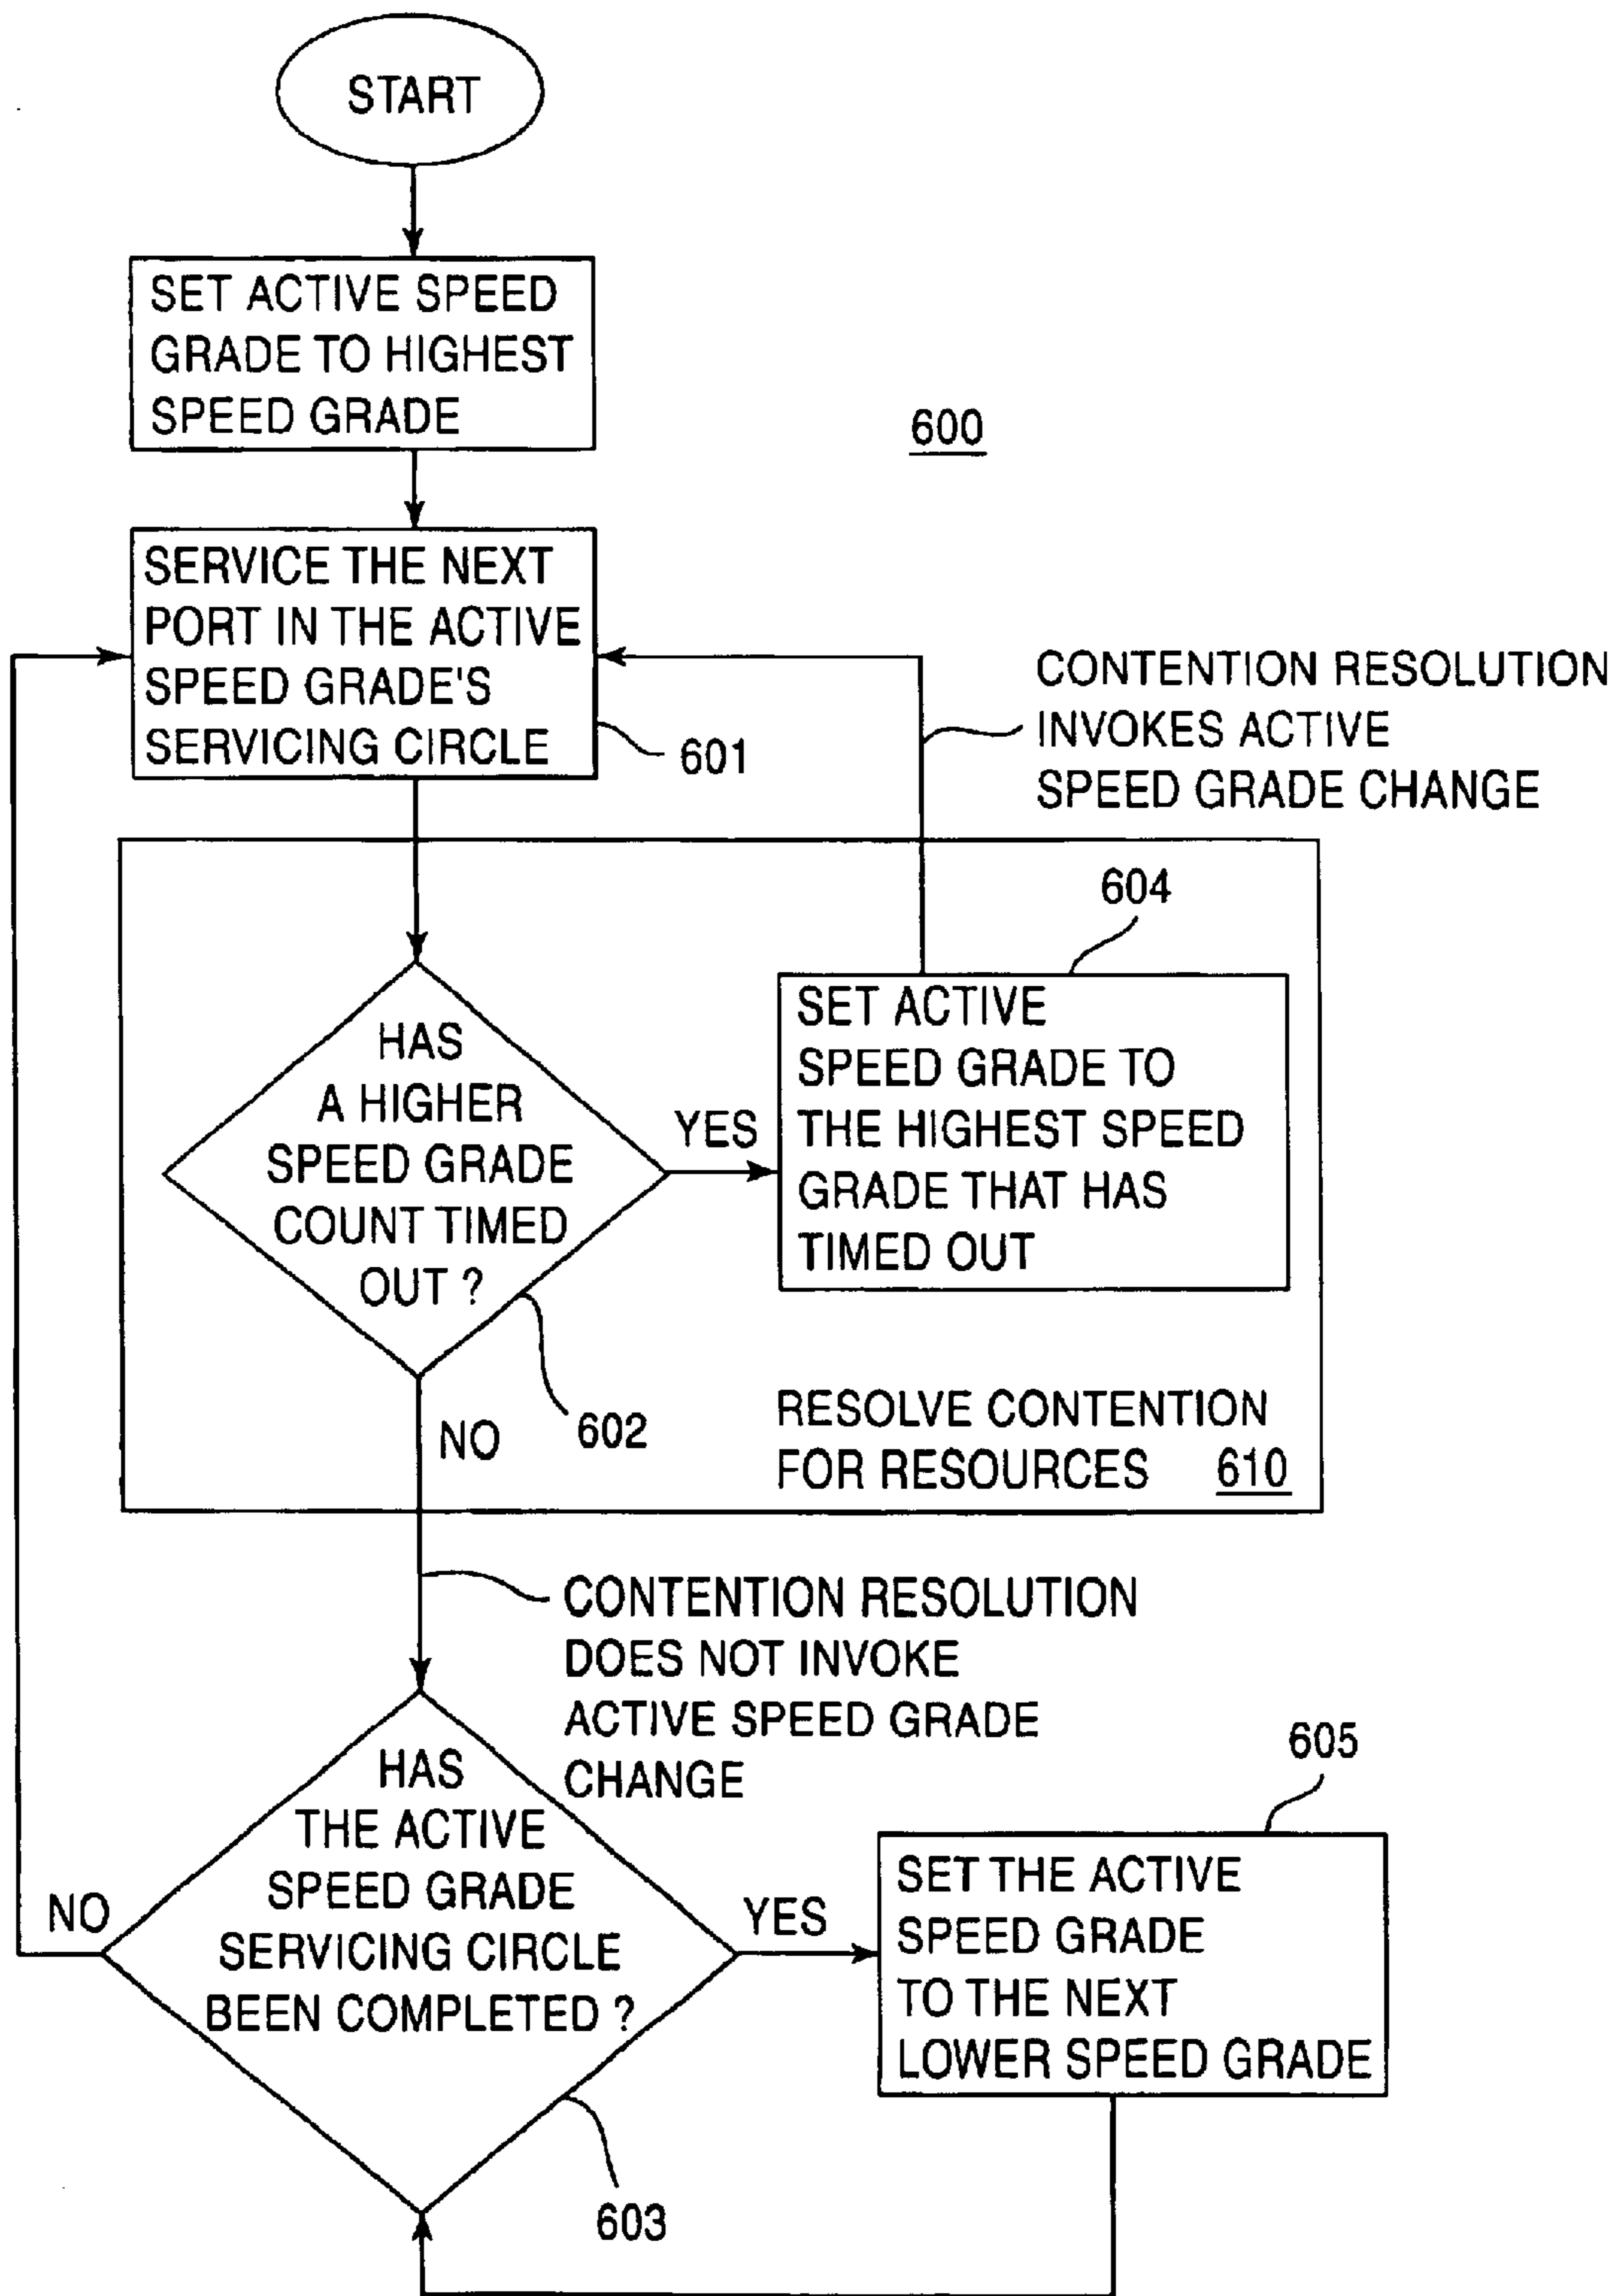 START
SET ACTIVE SPEED
GRADE TO HIGHEST
SPEED GRADE
600
SERVICE THE NEXT
PORT IN THE ACTIVE
SPEED GRADE'S
SERVICING CIRCLE
601
CONTENTION RESOLUTION
INVOKES ACTIVE
SPEED GRADE CHANGE
604
HAS
A HIGHER
SPEED GRADE
COUNT TIMED
OUT ?
602
YES
SET ACTIVE
SPEED GRADE TO
THE HIGHEST SPEED
GRADE THAT HAS
TIMED OUT
NO
RESOLVE CONTENTION
FOR RESOURCES 610
CONTENTION RESOLUTION
DOES NOT INVOKE
ACTIVE SPEED GRADE
CHANGE
HAS
THE ACTIVE
SPEED GRADE
SERVICING CIRCLE
BEEN COMPLETED ?
603
NO
YES
605
SET THE ACTIVE
SPEED GRADE
TO THE NEXT
LOWER SPEED GRADE